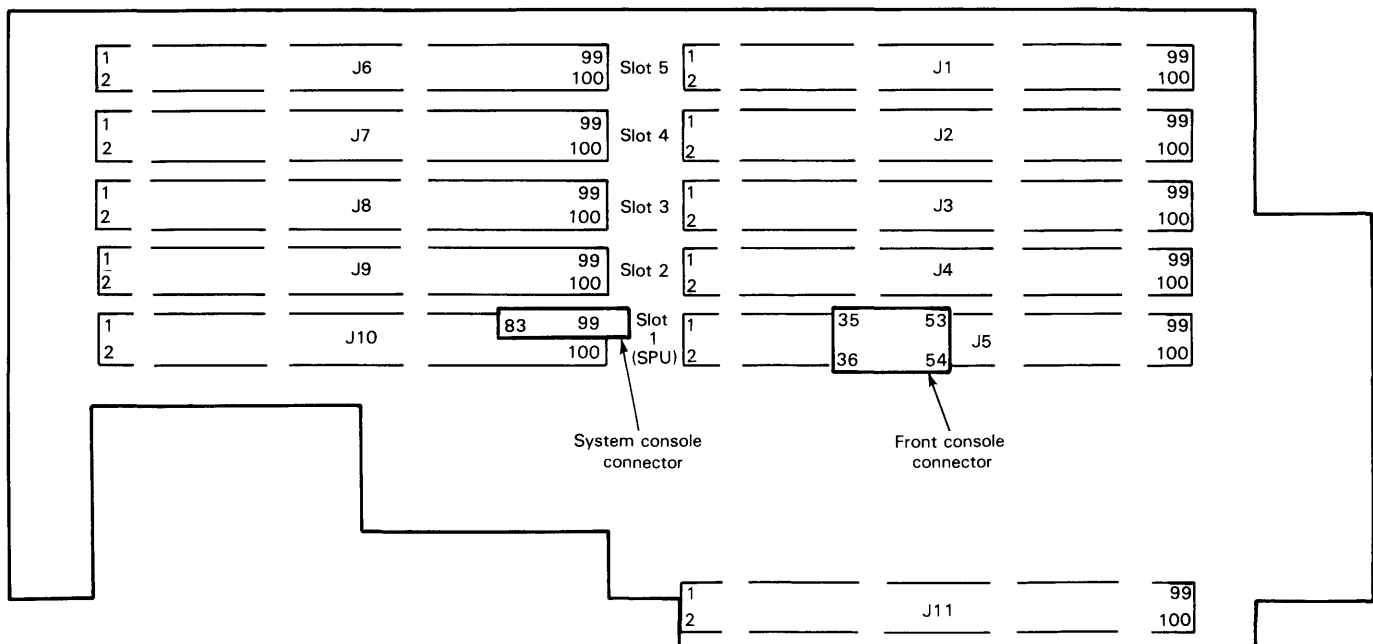 1 J6 99 Slot 5 1 J1 99
2 100 2 100
1 J7 99 Slot 4 1 J2 99
2 100 2 100
1 J8 99 Slot 3 1 J3 99
2 100 2 100
1 J9 99 Slot 2 1 J4 99
2 100 2 100
1 J10 83 99 Slot 1 35 53 J5 99
2 100 1 (SPU) 2 36 54 100
System console connector
Front console connector
1 J11 99
2 100